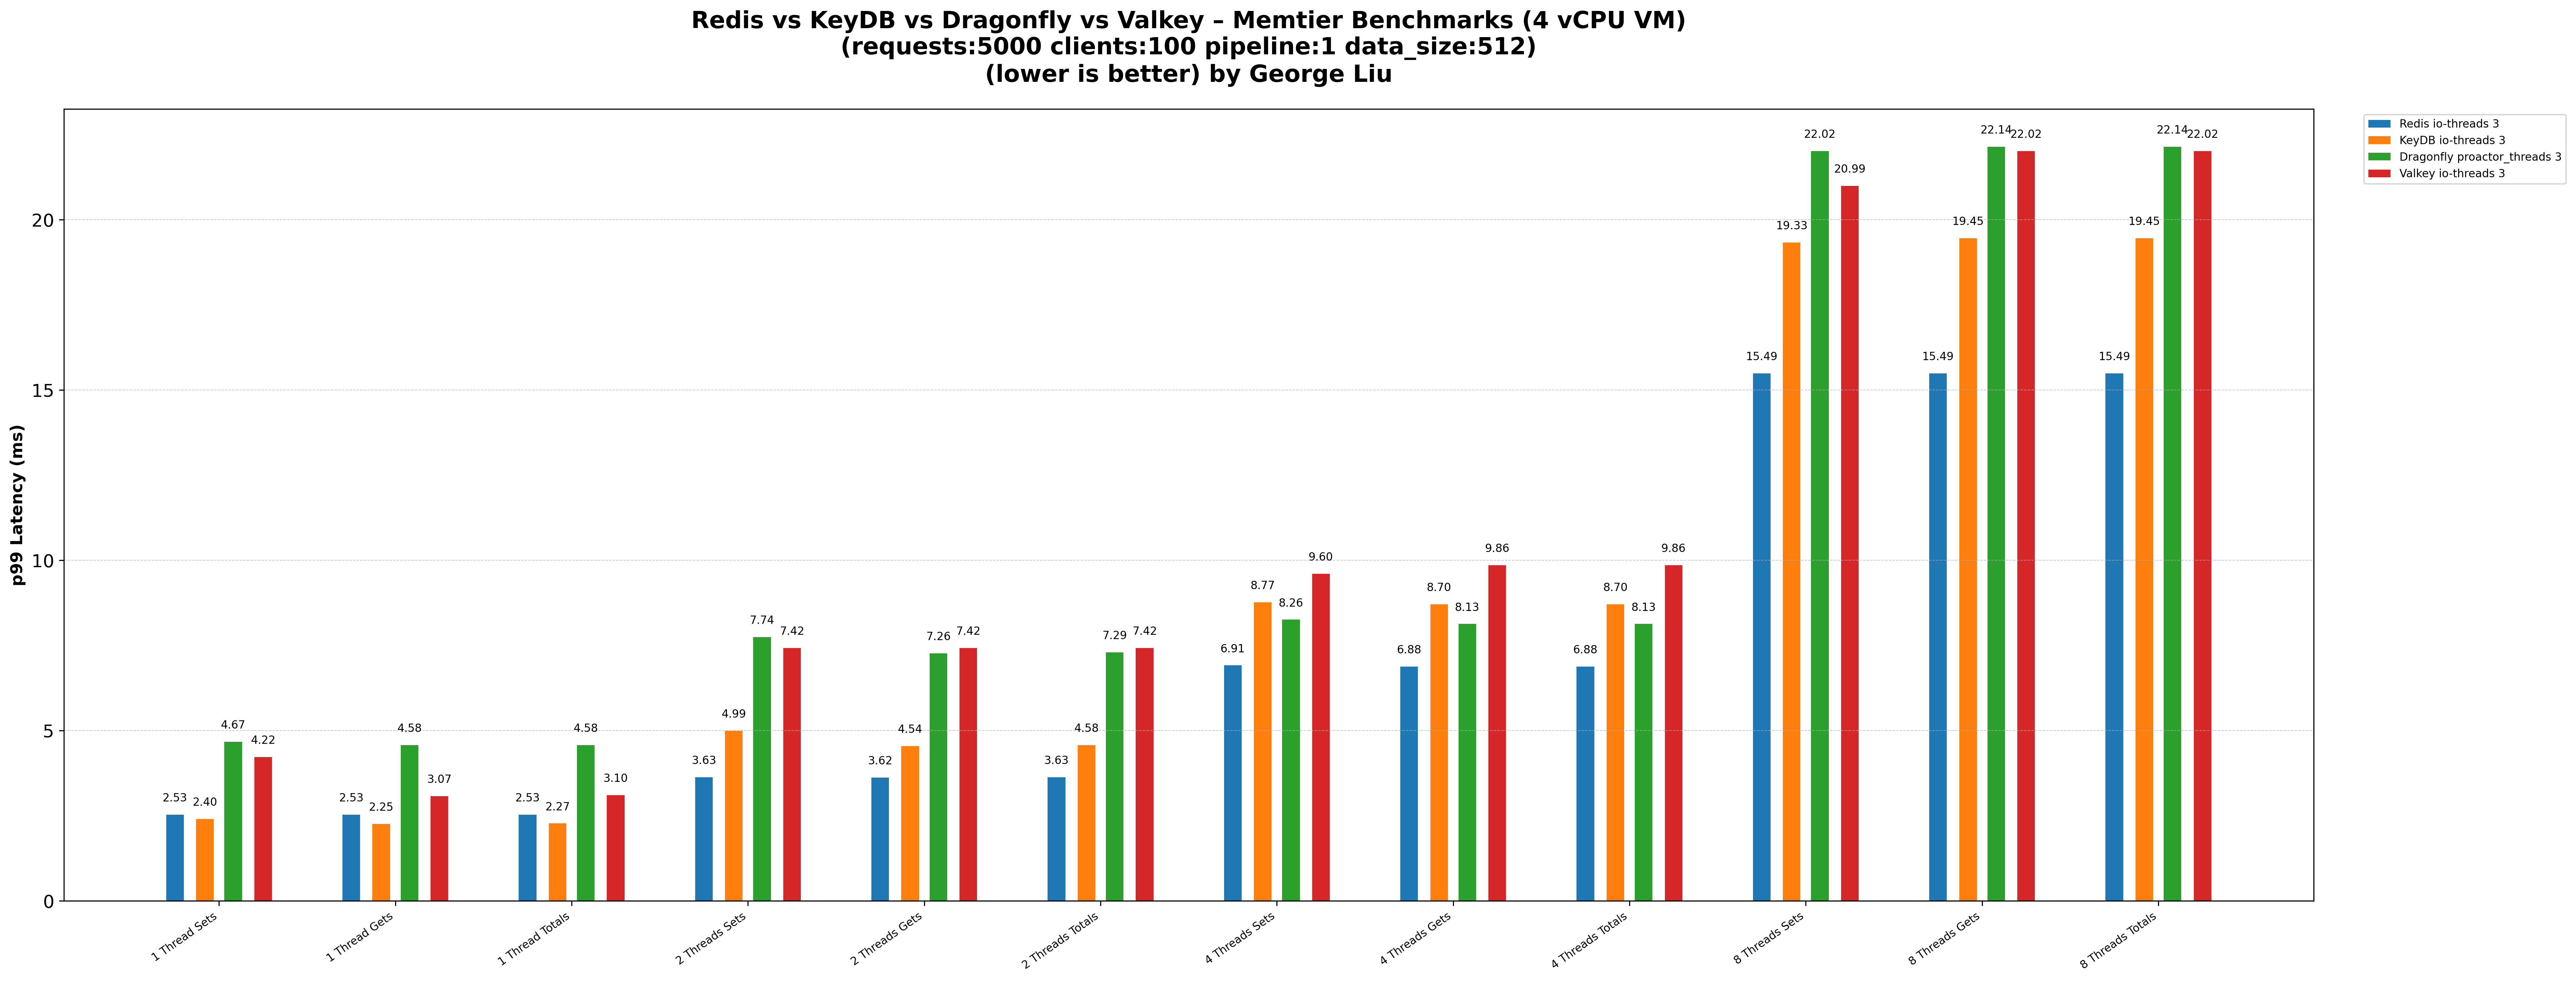 Redis vs KeyDB vs Dragonfly vs Valkey – Memtier Benchmarks (4 vCPU VM)
(requests:5000 clients:100 pipeline:1 data_size:512)
(lower is better) by George Liu
Redis io-threads 3
KeyDB io-threads 3
Dragonfly proactor_threads 3
Valkey io-threads 3
p99 Latency (ms)
20
15
10
5
0
2.53 2.40 4.67 4.22
2.53 2.25 4.58 3.07
2.53 2.27 4.58 3.10
3.63 4.99 7.74 7.42
3.62 4.54 7.26 7.42
3.63 4.58 7.29 7.42
6.91 8.77 8.26 9.60
6.88 8.70 8.13 9.86
6.88 8.70 8.13 9.86
15.49 19.33 22.02 20.99
15.49 19.45 22.14 22.02
15.49 19.45 22.14 22.02
1 Thread Sets
1 Thread Gets
1 Thread Totals
2 Threads Sets
2 Threads Gets
2 Threads Totals
4 Threads Sets
4 Threads Gets
4 Threads Totals
8 Threads Sets
8 Threads Gets
8 Threads Totals